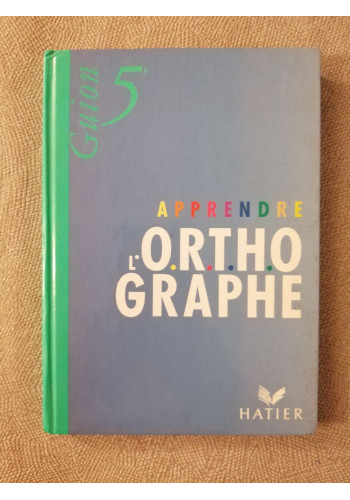 Guion 5e
APPRENDRE
L'O.R.T.H.O
GRAPHE
HATIER